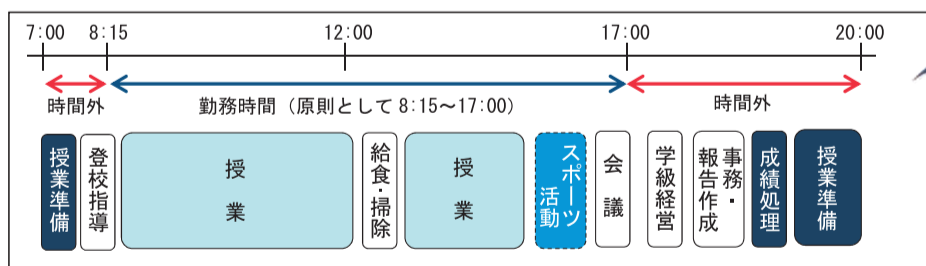 7:00 8:15 12:00 17:00 20:00
時間外 勤務時間（原則として8:15～17:00） 時間外
授業準備
登校指導
授業
給食・掃除
授業
スポーツ
活動
会議
学級経営
事務・
報告作成
成績処理
授業準備